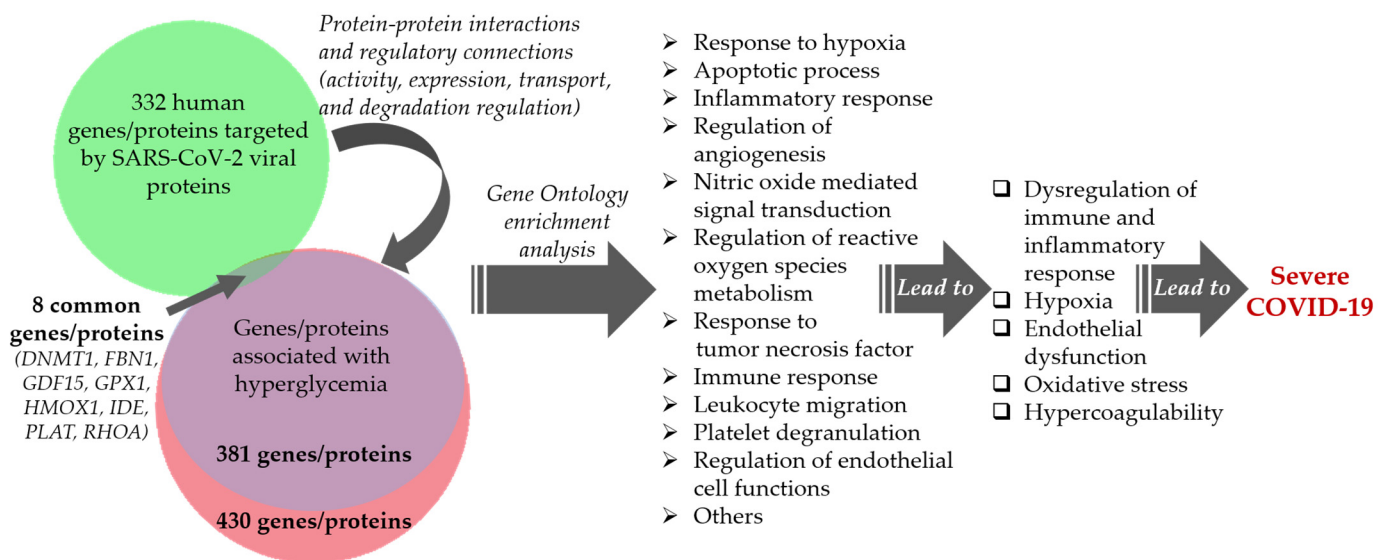 Protein-protein interactions
and regulatory connections
(activity, expression, transport,
and degradation regulation)
332 human
genes/proteins targeted
by SARS-CoV-2 viral
proteins
8 common
genes/proteins
(DNMT1, FBN1,
GDF15, GPX1,
HMOX1, IDE,
PLAT, RHOA)
Genes/proteins
associated with
hyperglycemia
381 genes/proteins
430 genes/proteins
Gene Ontology
enrichment
analysis
➤ Response to hypoxia
➤ Apoptotic process
➤ Inflammatory response
➤ Regulation of
angiogenesis
➤ Nitric oxide mediated
signal transduction
➤ Regulation of reactive
oxygen species
metabolism
➤ Response to
tumor necrosis factor
➤ Immune response
➤ Leukocyte migration
➤ Platelet degranulation
➤ Regulation of endothelial
cell functions
➤ Others
Lead to
❑ Dysregulation of
immune and
inflammatory
response
❑ Hypoxia
❑ Endothelial
dysfunction
❑ Oxidative stress
❑ Hypercoagulability
Lead to
Severe
COVID-19